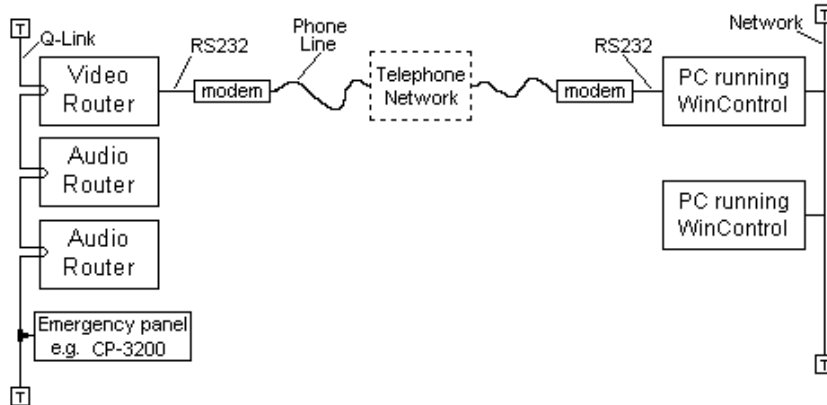 T
Q-Link
Video
Router
RS232
modem
Phone
Line
Telephone
Network
modem
RS232
PC running
WinControl
Network
T
Audio
Router
Audio
Router
PC running
WinControl
Emergency panel
e.g. CP-3200
T
T